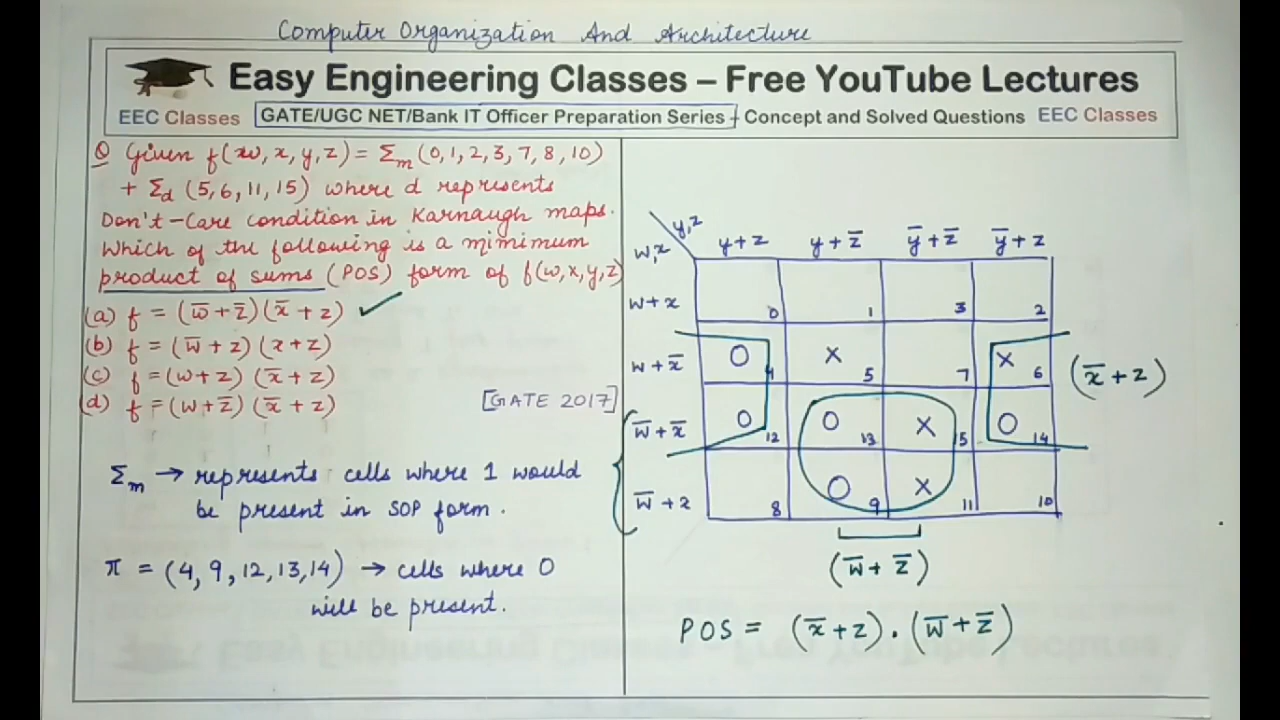 Computer Organization And Architecture
Easy Engineering Classes – Free YouTube Lectures
EEC Classes GATE/UGC NET/Bank IT Officer Preparation Series – Concept and Solved Questions EEC Classes
Q Given f(w, x, y, z) = Σm (0, 1, 2, 3, 7, 8, 10)
+ Σd (5, 6, 11, 15) where d represents
Don't-Care condition in Karnaugh maps.
Which of the following is a mimimum
product of sums (POS) form of f(w, x, y, z)
(a) f = (w̅ + z̅) (x̅ + z) ✓
(b) f = (w̅ + z) (x + z)
(c) f = (w + z) (x̅ + z)
(d) f = (w + z̅) (x̅ + z)
[GATE 2017]
Σm → represents cells where 1 would
be present in SOP form.
π = (4, 9, 12, 13, 14) → cells where 0
will be present.
y, z
w, x
y + z y + z̅ y̅ + z̅ y̅ + z
w + x 0 1 3 2
w + x̅ 0 4 × 5 7 × 6 (x̅ + z)
w̅ + x̅ 0 12 0 13 × 15 0 14
w̅ + x 8 0 9 × 11 10
(w̅ + z̅)
POS = (x̅ + z) . (w̅ + z̅)